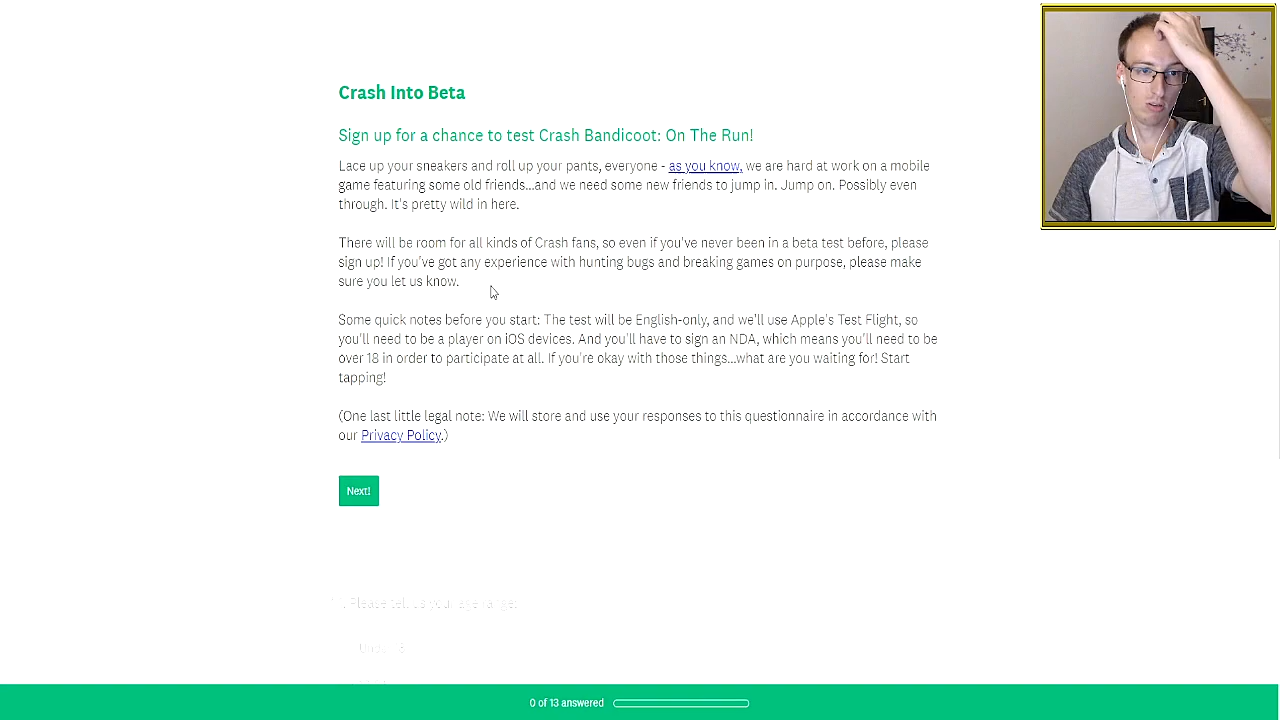 Crash Into Beta
Sign up for a chance to test Crash Bandicoot: On The Run!
Lace up your sneakers and roll up your pants, everyone - as you know, we are hard at work on a mobile
game featuring some old friends...and we need some new friends to jump in. Jump on. Possibly even
through. It's pretty wild in here.
There will be room for all kinds of Crash fans, so even if you've never been in a beta test before, please
sign up! If you've got any experience with hunting bugs and breaking games on purpose, please make
sure you let us know.
Some quick notes before you start: The test will be English-only, and we'll use Apple's Test Flight, so
you'll need to be a player on iOS devices. And you'll have to sign an NDA, which means you'll need to be
over 18 in order to participate at all. If you're okay with those things...what are you waiting for! Start
tapping!
(One last little legal note: We will store and use your responses to this questionnaire in accordance with
our Privacy Policy.)
Next!
Please tell us your age range:
0 of 13 answered